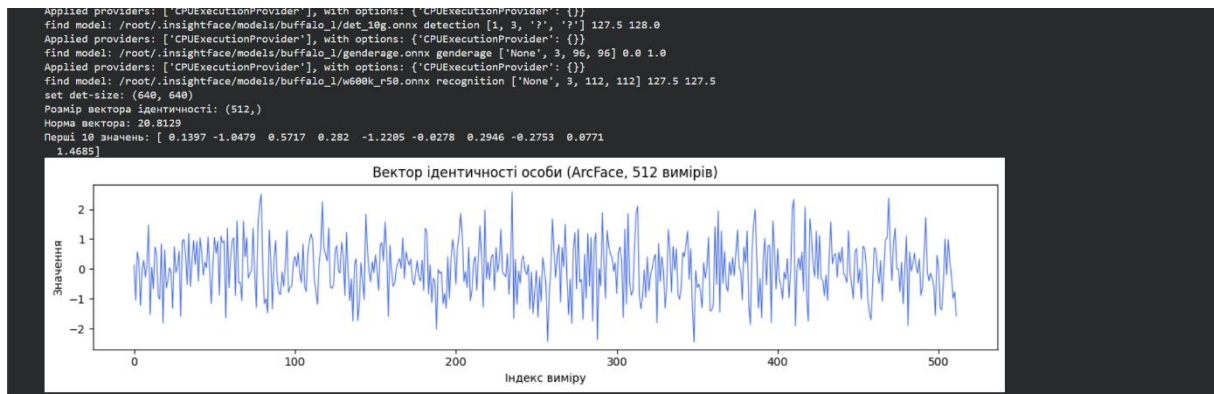 Applied providers: ['CPUExecutionProvider'], with options: {'CPUExecutionProvider': {}}
find model: /root/.insightface/models/buffalo_l/det_10g.onnx detection [1, 3, '?', '?'] 127.5 128.0
Applied providers: ['CPUExecutionProvider'], with options: {'CPUExecutionProvider': {}}
find model: /root/.insightface/models/buffalo_l/genderage.onnx genderage ['None', 3, 96, 96] 0.0 1.0
Applied providers: ['CPUExecutionProvider'], with options: {'CPUExecutionProvider': {}}
find model: /root/.insightface/models/buffalo_l/w600k_r50.onnx recognition ['None', 3, 112, 112] 127.5 127.5
set det-size: (640, 640)
Розмір вектора ідентичності: (512,)
Норма вектора: 20.8129
Перші 10 значень: [ 0.1397 -1.0479  0.5717  0.282  -1.2205 -0.0278  0.2946 -0.2753  0.0771
1.4685]
Вектор ідентичності особи (ArcFace, 512 вимірів)
Значення
2
1
0
−1
−2
0 100 200 300 400 500
Індекс виміру